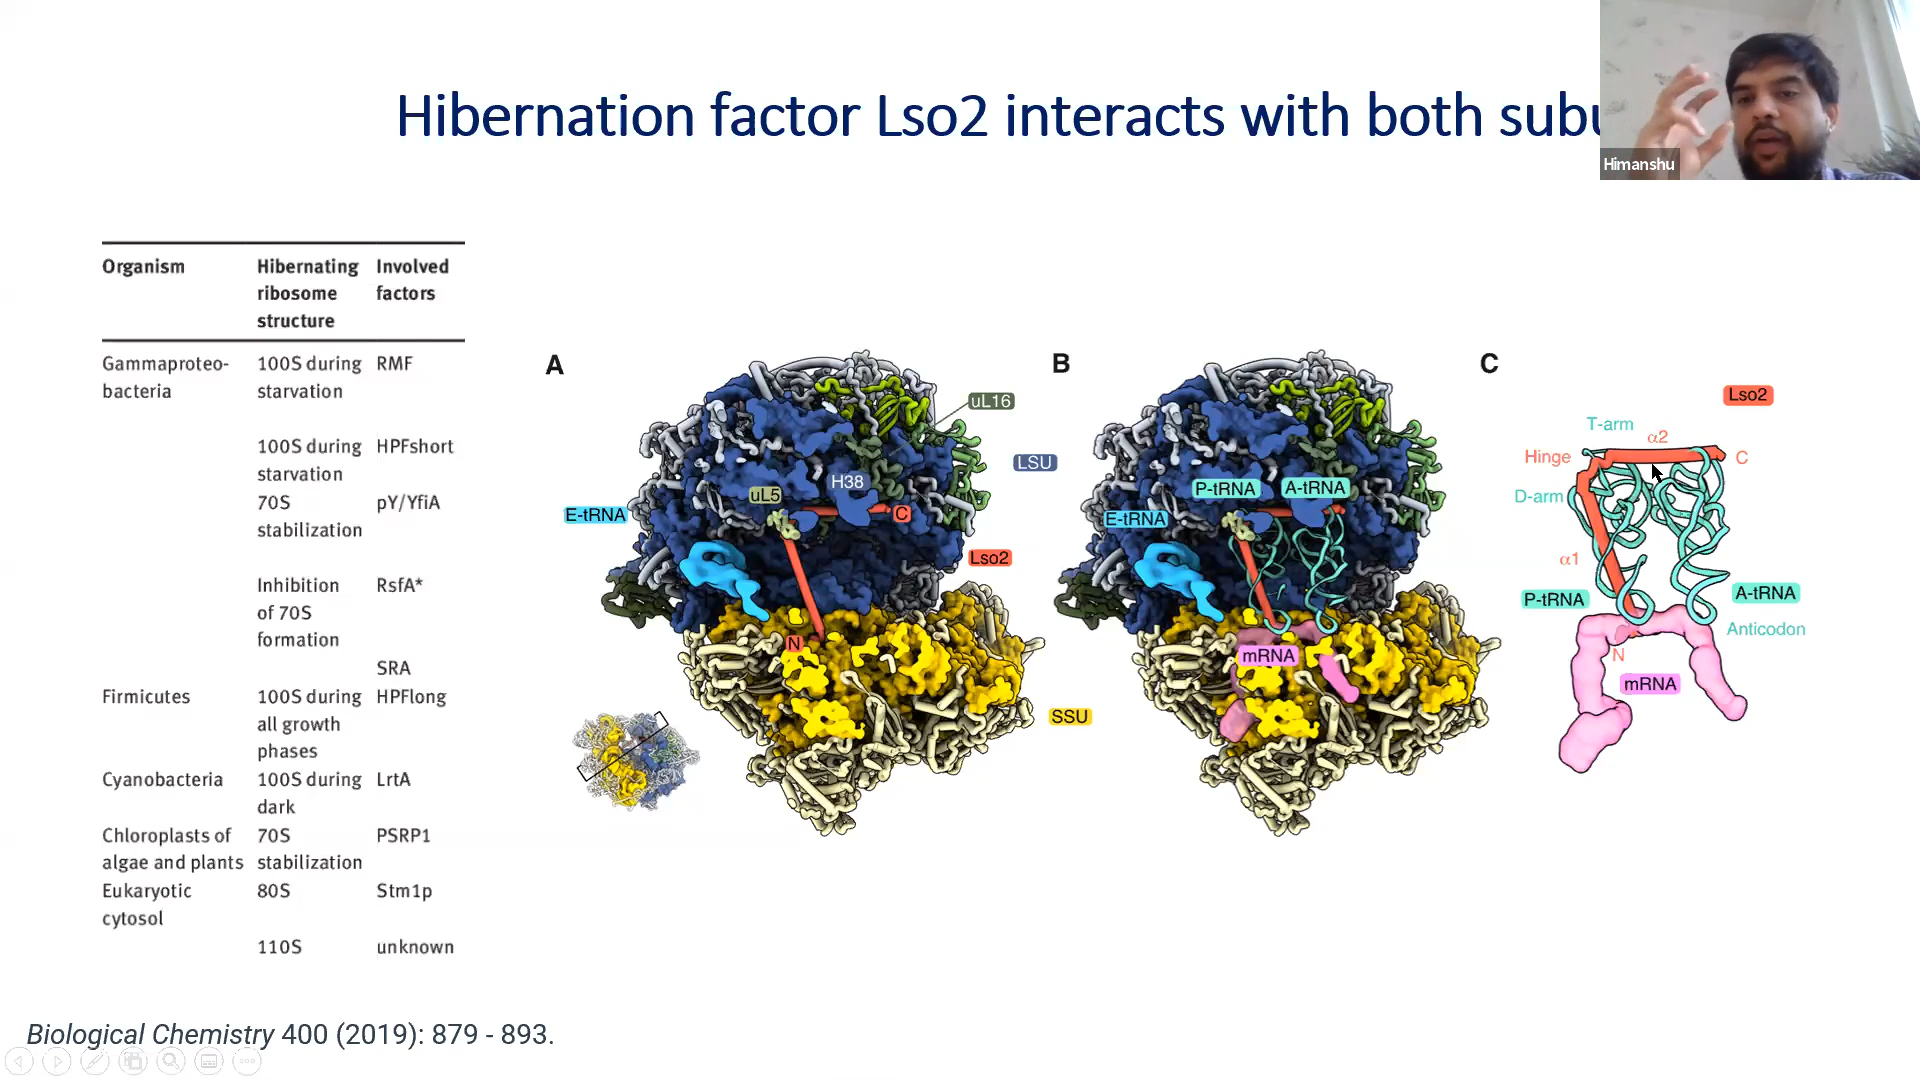 Hibernation factor Lso2 interacts with both
Himanshu
Organism Hibernating Involved
ribosome factors
structure
Gammaproteo- 100S during RMF
bacteria starvation
100S during HPFshort
starvation
70S pY/YfiA
stabilization
Inhibition RsfA*
of 70S
formation
SRA
Firmicutes 100S during HPFlong
all growth
phases
Cyanobacteria 100S during LrtA
dark
Chloroplasts of 70S PSRP1
algae and plants stabilization
Eukaryotic 80S Stm1p
cytosol
110S unknown
A
uL16
LSU
H38
uL5
E-tRNA
C
Lso2
N
SSU
B
P-tRNA A-tRNA
E-tRNA
mRNA
C
Lso2
T-arm
α2
Hinge
C
D-arm
α1
P-tRNA
A-tRNA
Anticodon
N
mRNA
Biological Chemistry 400 (2019): 879 - 893.